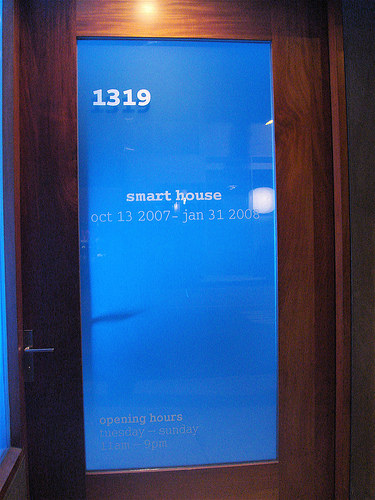 1319
smart house
oct 13 2007- jan 31 2008
opening hours
tuesday - sunday
11am - 9pm